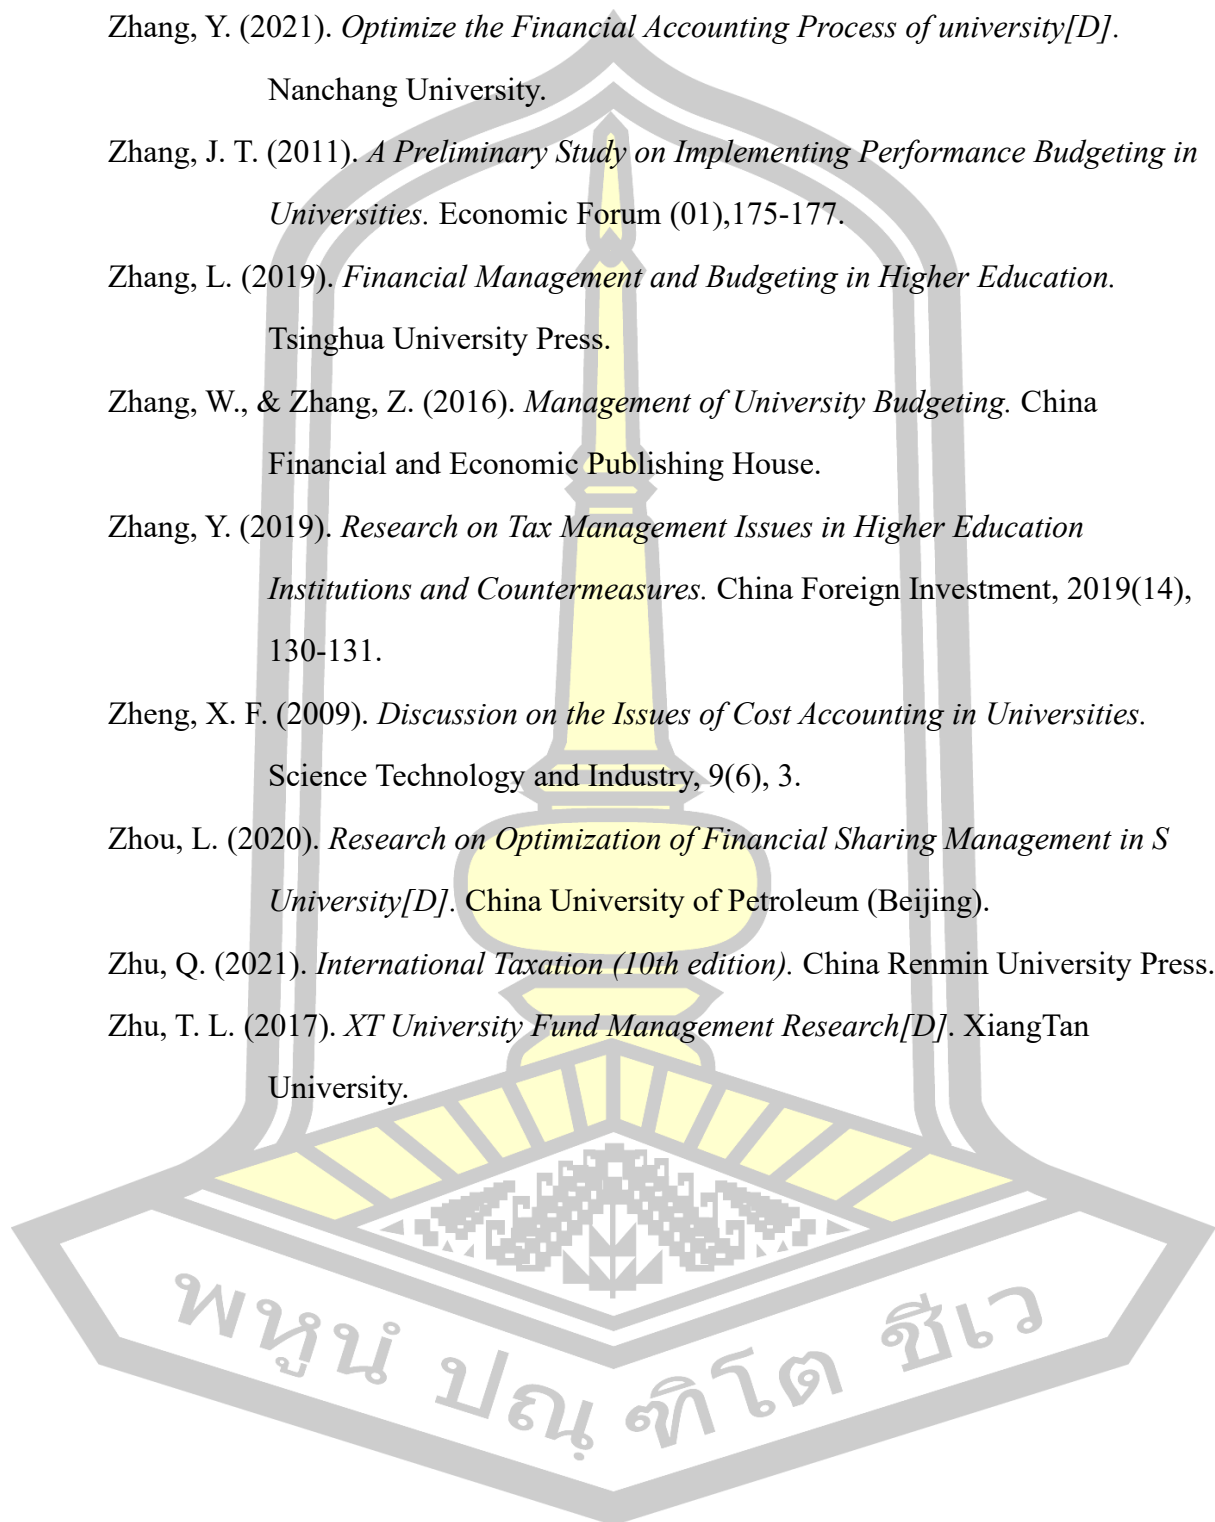 Zhang, Y. (2021). Optimize the Financial Accounting Process of university[D].
Nanchang University.
Zhang, J. T. (2011). A Preliminary Study on Implementing Performance Budgeting in
Universities. Economic Forum (01),175-177.
Zhang, L. (2019). Financial Management and Budgeting in Higher Education.
Tsinghua University Press.
Zhang, W., & Zhang, Z. (2016). Management of University Budgeting. China
Financial and Economic Publishing House.
Zhang, Y. (2019). Research on Tax Management Issues in Higher Education
Institutions and Countermeasures. China Foreign Investment, 2019(14),
130-131.
Zheng, X. F. (2009). Discussion on the Issues of Cost Accounting in Universities.
Science Technology and Industry, 9(6), 3.
Zhou, L. (2020). Research on Optimization of Financial Sharing Management in S
University[D]. China University of Petroleum (Beijing).
Zhu, Q. (2021). International Taxation (10th edition). China Renmin University Press.
Zhu, T. L. (2017). XT University Fund Management Research[D]. XiangTan
University.
พหูนํ ปณฺฑิโต ชีเว